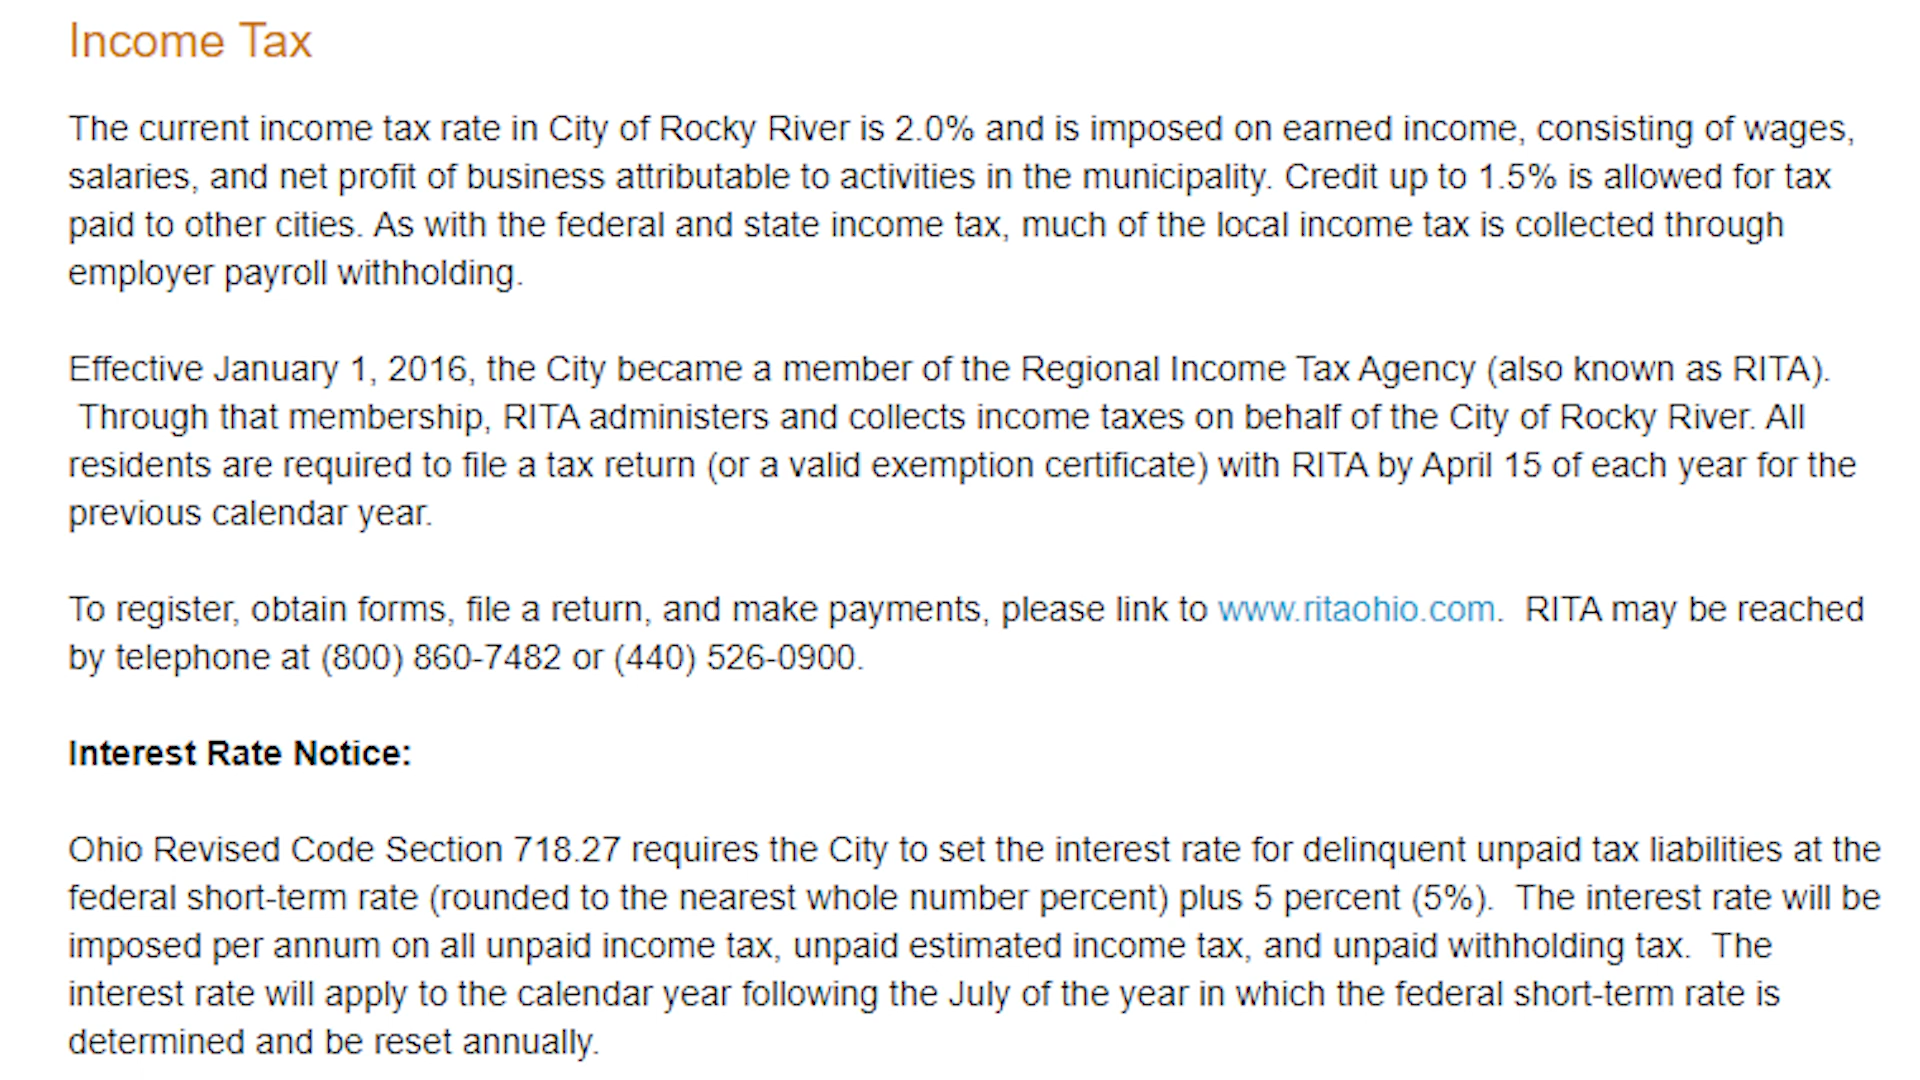 Income Tax
The current income tax rate in City of Rocky River is 2.0% and is imposed on earned income, consisting of wages,
salaries, and net profit of business attributable to activities in the municipality. Credit up to 1.5% is allowed for tax
paid to other cities. As with the federal and state income tax, much of the local income tax is collected through
employer payroll withholding.
Effective January 1, 2016, the City became a member of the Regional Income Tax Agency (also known as RITA).
Through that membership, RITA administers and collects income taxes on behalf of the City of Rocky River. All
residents are required to file a tax return (or a valid exemption certificate) with RITA by April 15 of each year for the
previous calendar year.
To register, obtain forms, file a return, and make payments, please link to www.ritaohio.com. RITA may be reached
by telephone at (800) 860-7482 or (440) 526-0900.
Interest Rate Notice:
Ohio Revised Code Section 718.27 requires the City to set the interest rate for delinquent unpaid tax liabilities at the
federal short-term rate (rounded to the nearest whole number percent) plus 5 percent (5%). The interest rate will be
imposed per annum on all unpaid income tax, unpaid estimated income tax, and unpaid withholding tax. The
interest rate will apply to the calendar year following the July of the year in which the federal short-term rate is
determined and be reset annually.